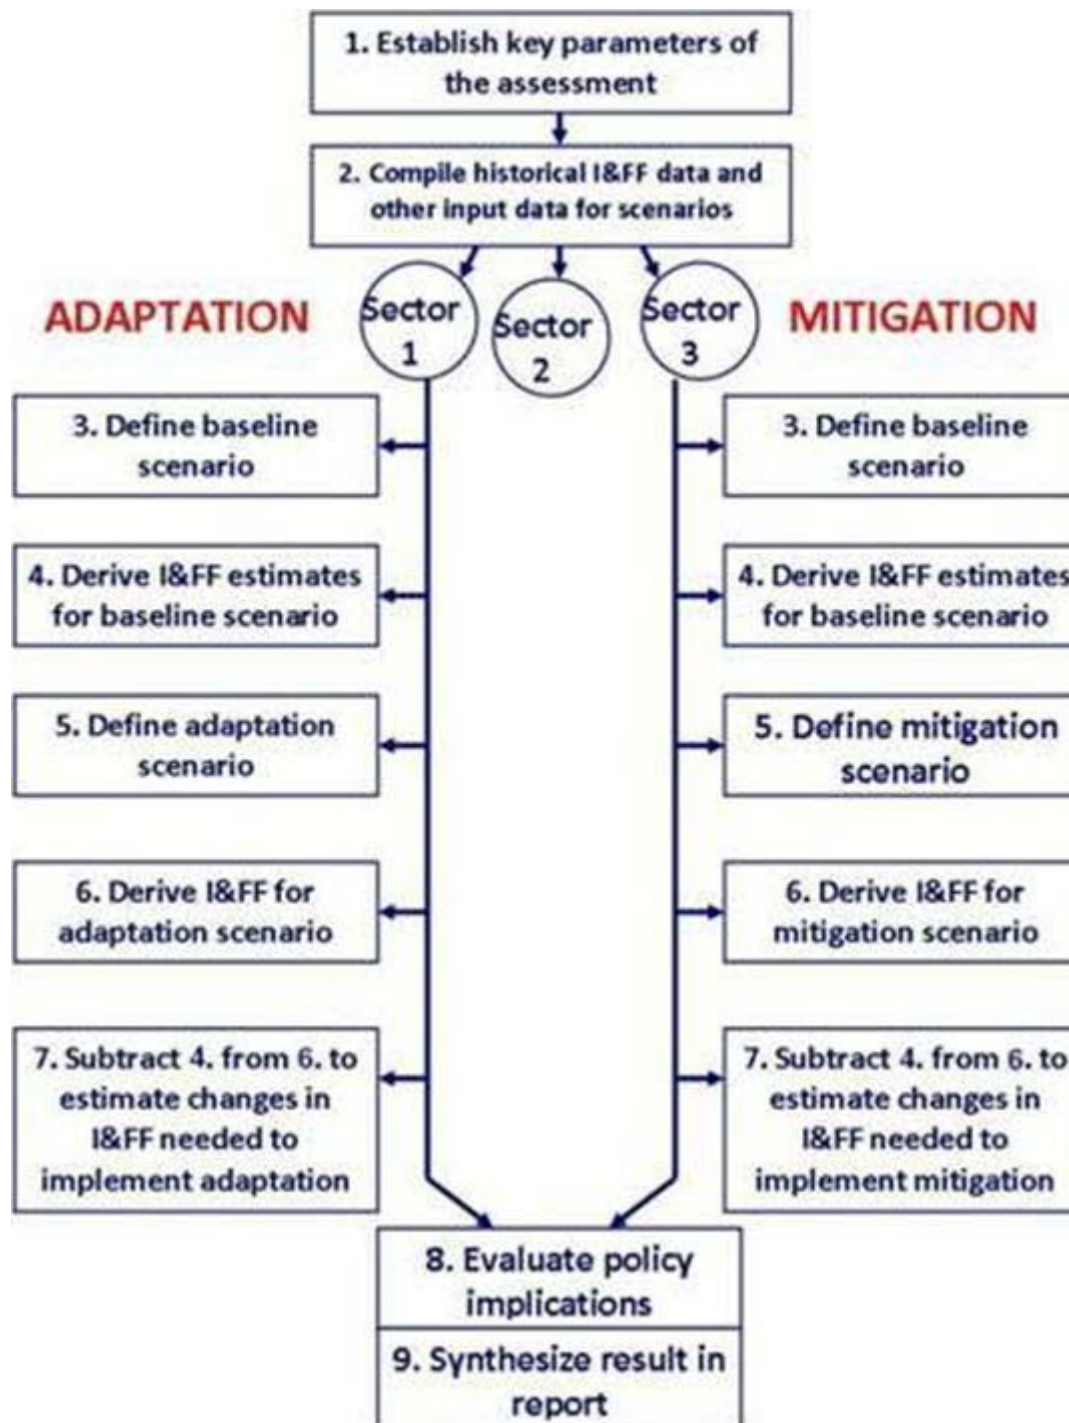 1. Establish key parameters of
the assessment
2. Compile historical I&FF data and
other input data for scenarios
ADAPTATION
Sector
1
Sector
2
Sector
3
MITIGATION
3. Define baseline
scenario
4. Derive I&FF estimates
for baseline scenario
5. Define adaptation
scenario
6. Derive I&FF for
adaptation scenario
7. Subtract 4. from 6. to
estimate changes in
I&FF needed to
implement adaptation
3. Define baseline
scenario
4. Derive I&FF estimates
for baseline scenario
5. Define mitigation
scenario
6. Derive I&FF for
mitigation scenario
7. Subtract 4. from 6. to
estimate changes in
I&FF needed to
implement mitigation
8. Evaluate policy
implications
9. Synthesize result in
report